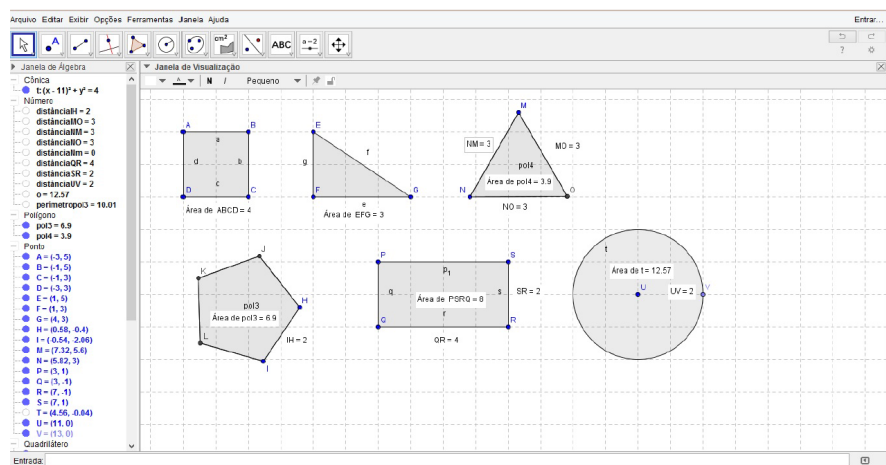 Arquivo Editar Exibir Opções Ferramentas Janela Ajuda
Entrar...
cm²
ABC
a=2
Janela de Álgebra
Janela de Visualização
A N I Pequeno
Cônica
t: (x - 11)² + y² = 4
Número
distânciaIH = 2
distânciaMO = 3
distânciaNM = 3
distânciaNO = 3
distânciaNm = 0
distânciaQR = 4
distânciaSR = 2
distânciaUV = 2
o = 12.57
perímetropol3 = 10.01
Polígono
pol3 = 6.9
pol4 = 3.9
Ponto
A = (-3, 5)
B = (-1, 5)
C = (-1, 3)
D = (-3, 3)
E = (1, 5)
F = (1, 3)
G = (4, 3)
H = (0.58, -0.4)
I = (-0.54, -2.06)
M = (7.32, 5.6)
N = (5.82, 3)
P = (3, 1)
Q = (3, -1)
R = (7, -1)
S = (7, 1)
T = (4.56, -0.04)
U = (11, 0)
V = (13, 0)
Quadrilátero
A
B
a
d
b
c
D
C
Área de ABCD = 4
E
f
g
F
e
G
Área de EFG = 3
M
NM = 3
MO = 3
pol4
Área de pol4 = 3.9
N
O
NO = 3
J
K
pol3
H
Área de pol3 = 6.9
L
IH = 2
I
P
S
p₁
q
s
SR = 2
Área de PSRQ = 8
r
Q
R
QR = 4
t
Área de t = 12.57
U
UV = 2
V
Entrada: